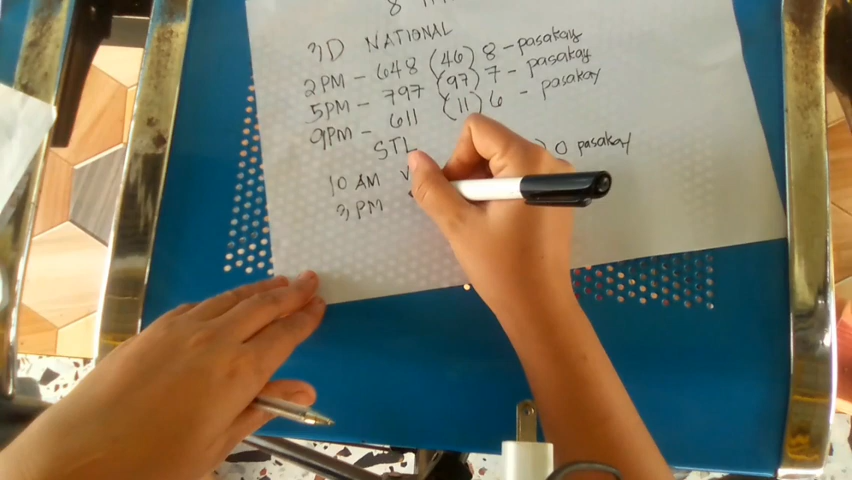 8
3D NATIONAL
2PM - 648 (46) 8 - pasakay
5PM - 797 (97) 7 - pasakay
9PM - 611 (11) 6 - pasakay
STL
10 AM ) 0 pasakay
3 PM